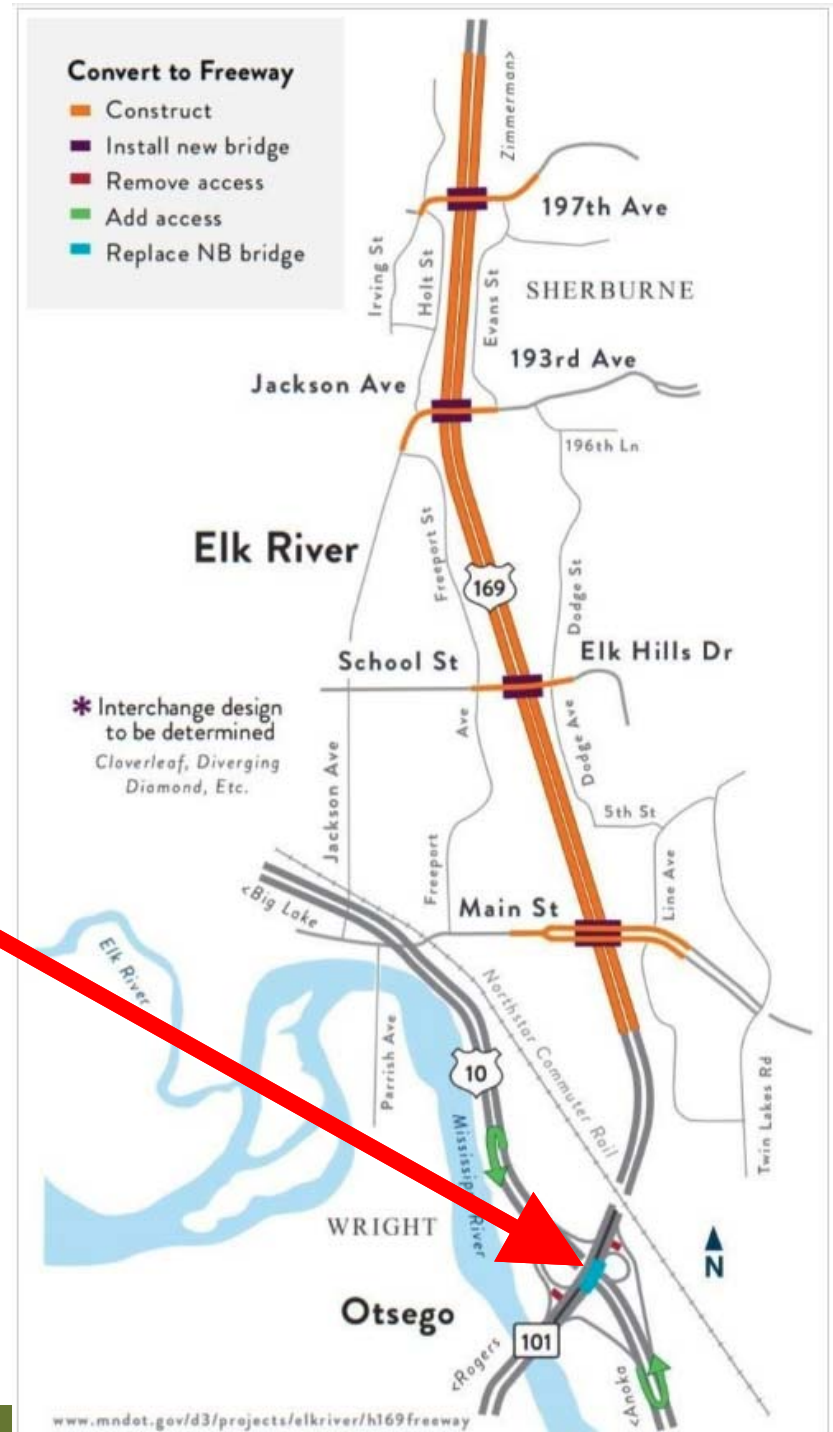 Convert to Freeway
Construct
Install new bridge
Remove access
Add access
Replace NB bridge
Zimmerman>
197th Ave
Irving St
Holt St
Evans St
SHERBURNE
193rd Ave
Jackson Ave
196th Ln
Elk River
Freeport St
169
Dodge St
School St
Elk Hills Dr
* Interchange design
to be determined
Cloverleaf, Diverging
Diamond, Etc.
Ave
Dodge Ave
Jackson Ave
5th St
Freeport
Line Ave
<Big Lake
Main St
Elk River
Northstar Commuter Rail
Parrish Ave
10
Twin Lakes Rd
Mississippi River
WRIGHT
N
Otsego
101
<Rogers
<Anoka
www.mndot.gov/d3/projects/elkriver/h169freeway